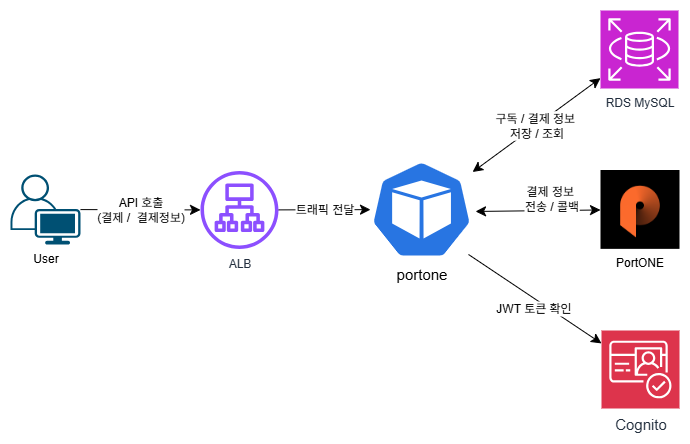 RDS MySQL
구독 / 결제 정보
저장 / 조회
API 호출
(결제 /  결제정보)
트래픽 전달
결제 정보
전송 / 콜백
User
ALB
portone
PortONE
JWT 토큰 확인
Cognito